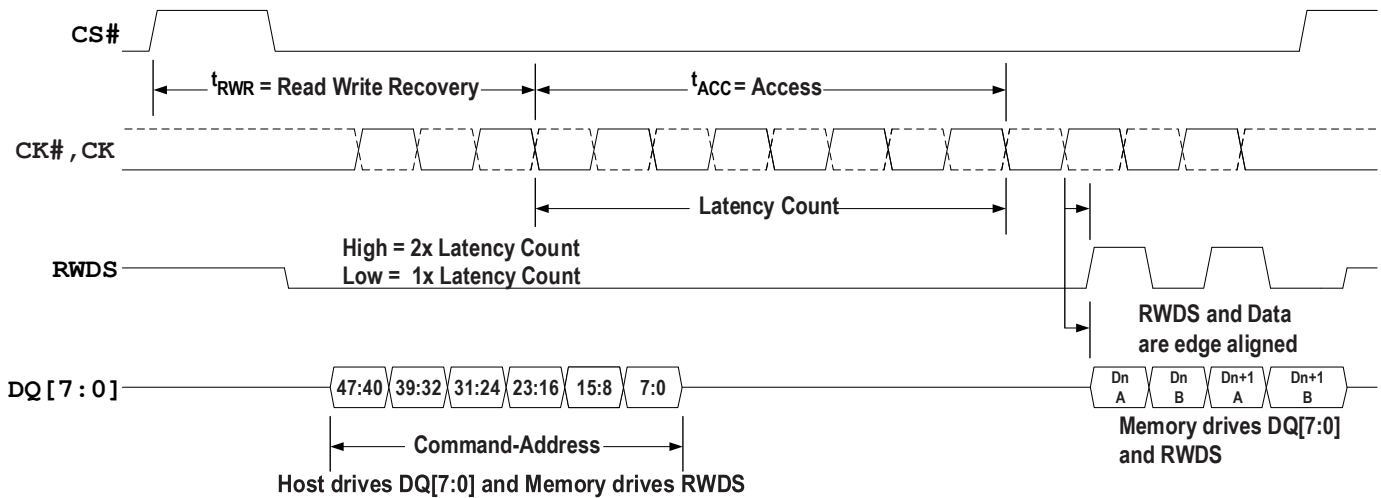 CS#
tRWR = Read Write Recovery
tACC = Access
CK#,CK
Latency Count
High = 2x Latency Count
Low = 1x Latency Count
RWDS
RWDS and Data
are edge aligned
DQ[7:0]
47:40 39:32 31:24 23:16 15:8 7:0
Dn A Dn B Dn+1 A Dn+1 B
Command-Address
Memory drives DQ[7:0]
and RWDS
Host drives DQ[7:0] and Memory drives RWDS